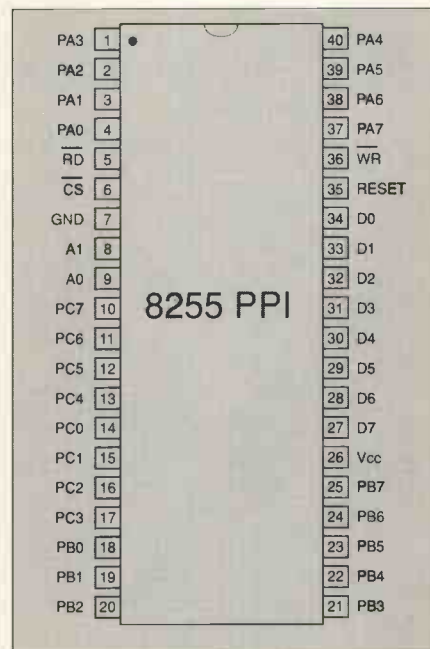 PA3 1 40 PA4
PA2 2 39 PA5
PA1 3 38 PA6
PA0 4 37 PA7
RD 5 36 WR
CS 6 35 RESET
GND 7 34 D0
A1 8 33 D1
A0 9 32 D2
PC7 10 8255 PPI 31 D3
PC6 11 30 D4
PC5 12 29 D5
PC4 13 28 D6
PC0 14 27 D7
PC1 15 26 Vcc
PC2 16 25 PB7
PC3 17 24 PB6
PB0 18 23 PB5
PB1 19 22 PB4
PB2 20 21 PB3